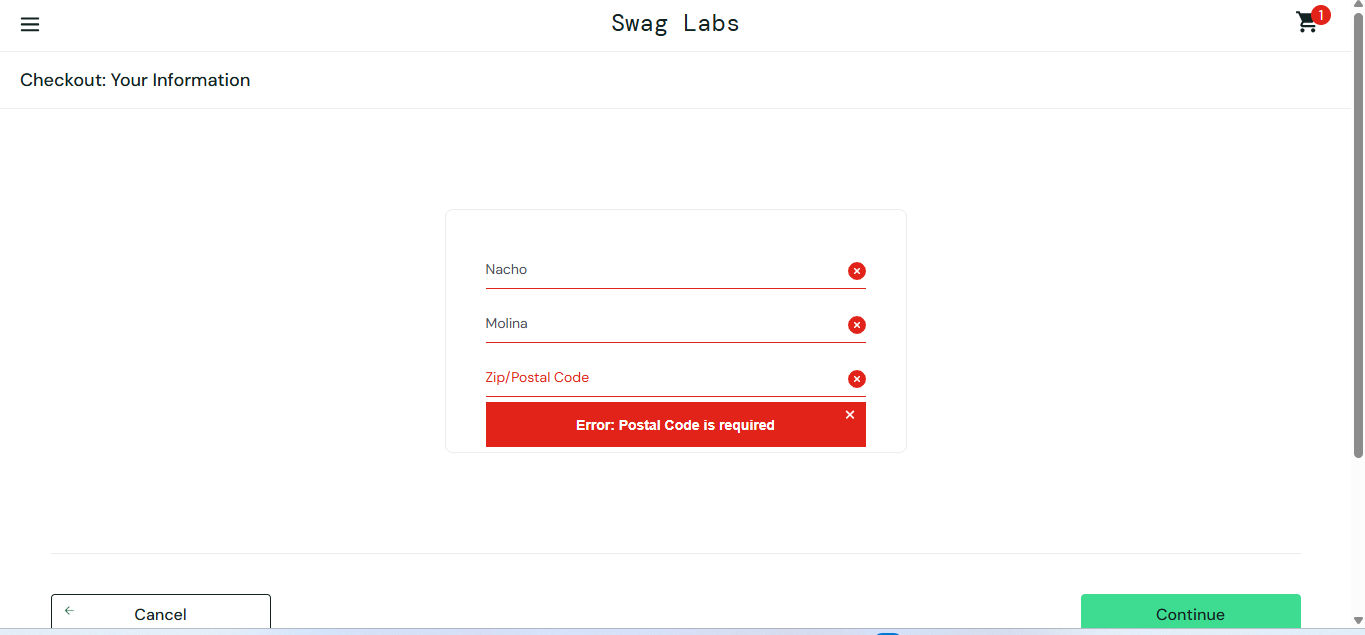 Swag Labs
1
Checkout: Your Information
Nacho
Molina
Zip/Postal Code
Error: Postal Code is required
Cancel
Continue